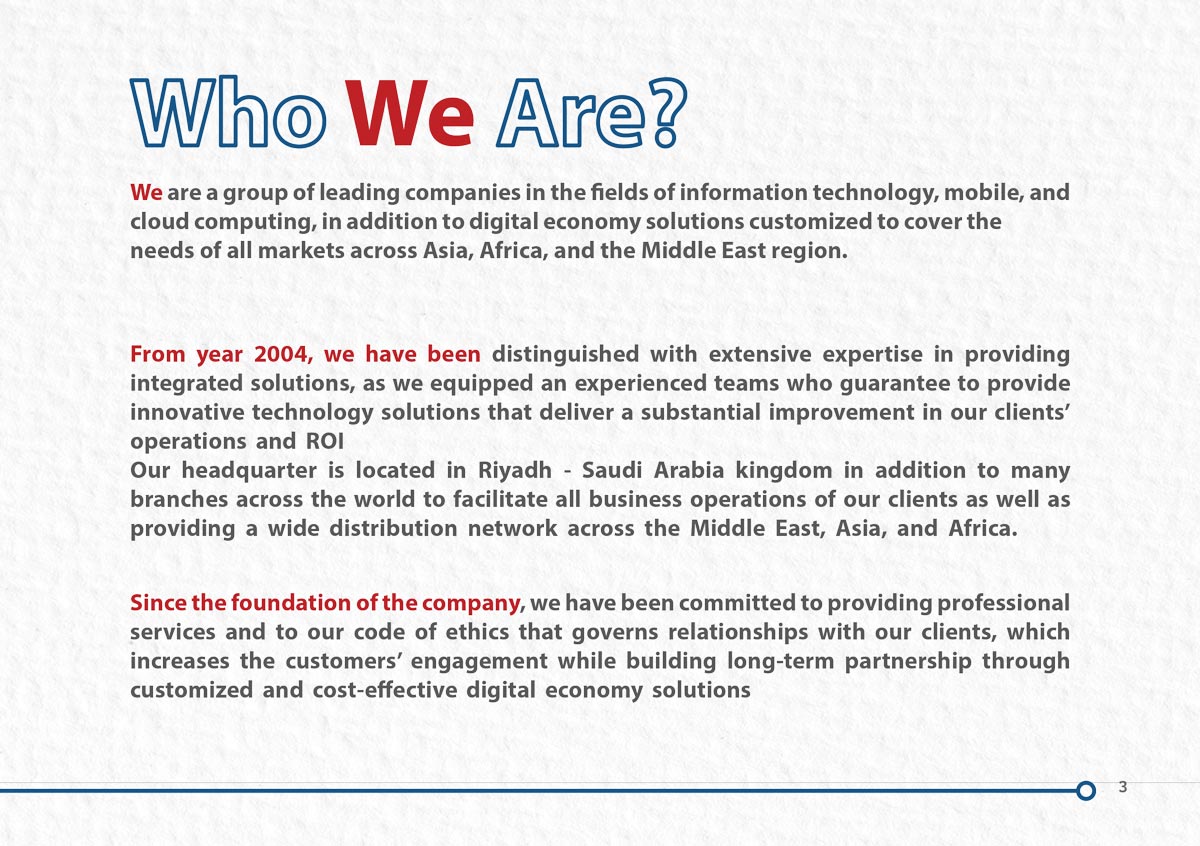 Who We Are?
We are a group of leading companies in the fields of information technology, mobile, and
cloud computing, in addition to digital economy solutions customized to cover the
needs of all markets across Asia, Africa, and the Middle East region.
From year 2004, we have been distinguished with extensive expertise in providing
integrated solutions, as we equipped an experienced teams who guarantee to provide
innovative technology solutions that deliver a substantial improvement in our clients’
operations and ROI
Our headquarter is located in Riyadh - Saudi Arabia kingdom in addition to many
branches across the world to facilitate all business operations of our clients as well as
providing a wide distribution network across the Middle East, Asia, and Africa.
Since the foundation of the company, we have been committed to providing professional
services and to our code of ethics that governs relationships with our clients, which
increases the customers’ engagement while building long-term partnership through
customized and cost-effective digital economy solutions
3